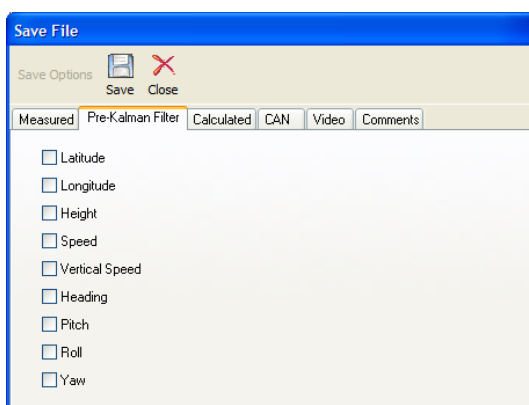 Save File
Save Options Save Close
Measured Pre-Kalman Filter Calculated CAN Video Comments
Latitude
Longitude
Height
Speed
Vertical Speed
Heading
Pitch
Roll
Yaw